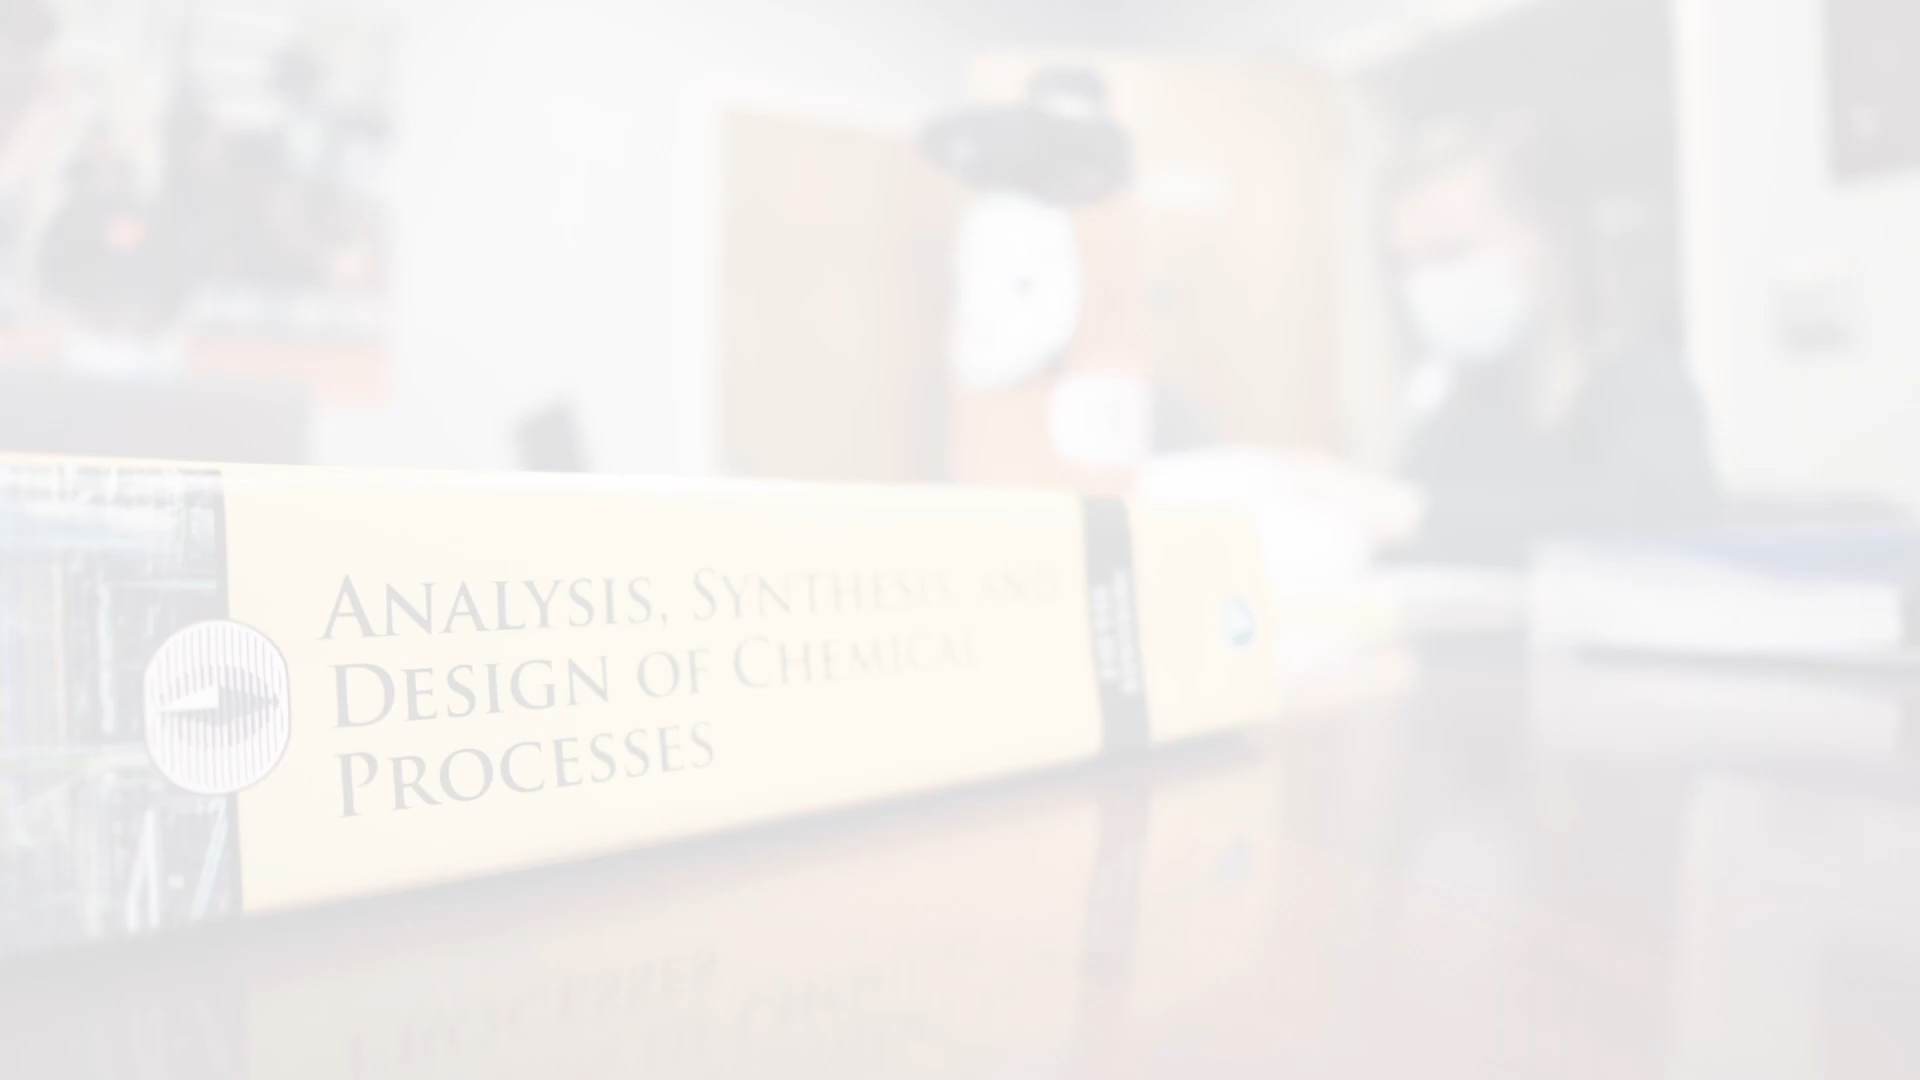 ANALYSIS, SYNTHESIS AND
DESIGN OF CHEMICAL
PROCESSES